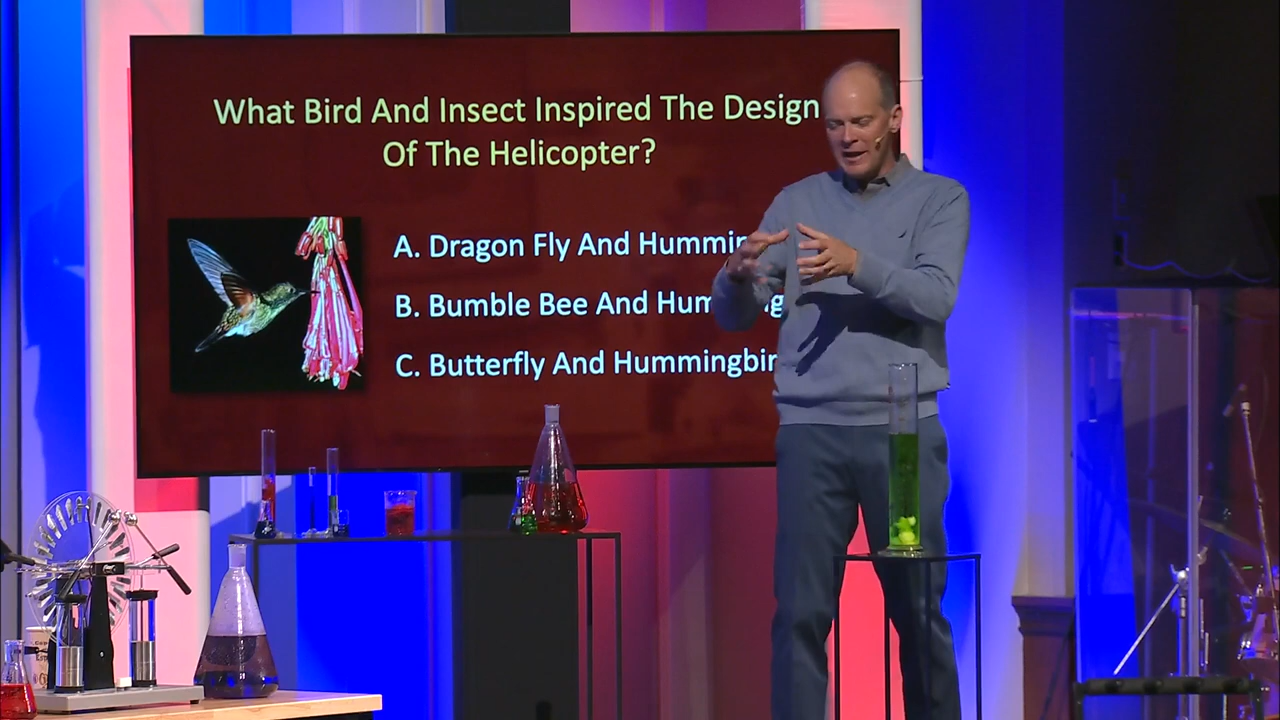 What Bird And Insect Inspired The Design
Of The Helicopter?
A. Dragon Fly And
B. Bumble Bee And
C. Butterfly And